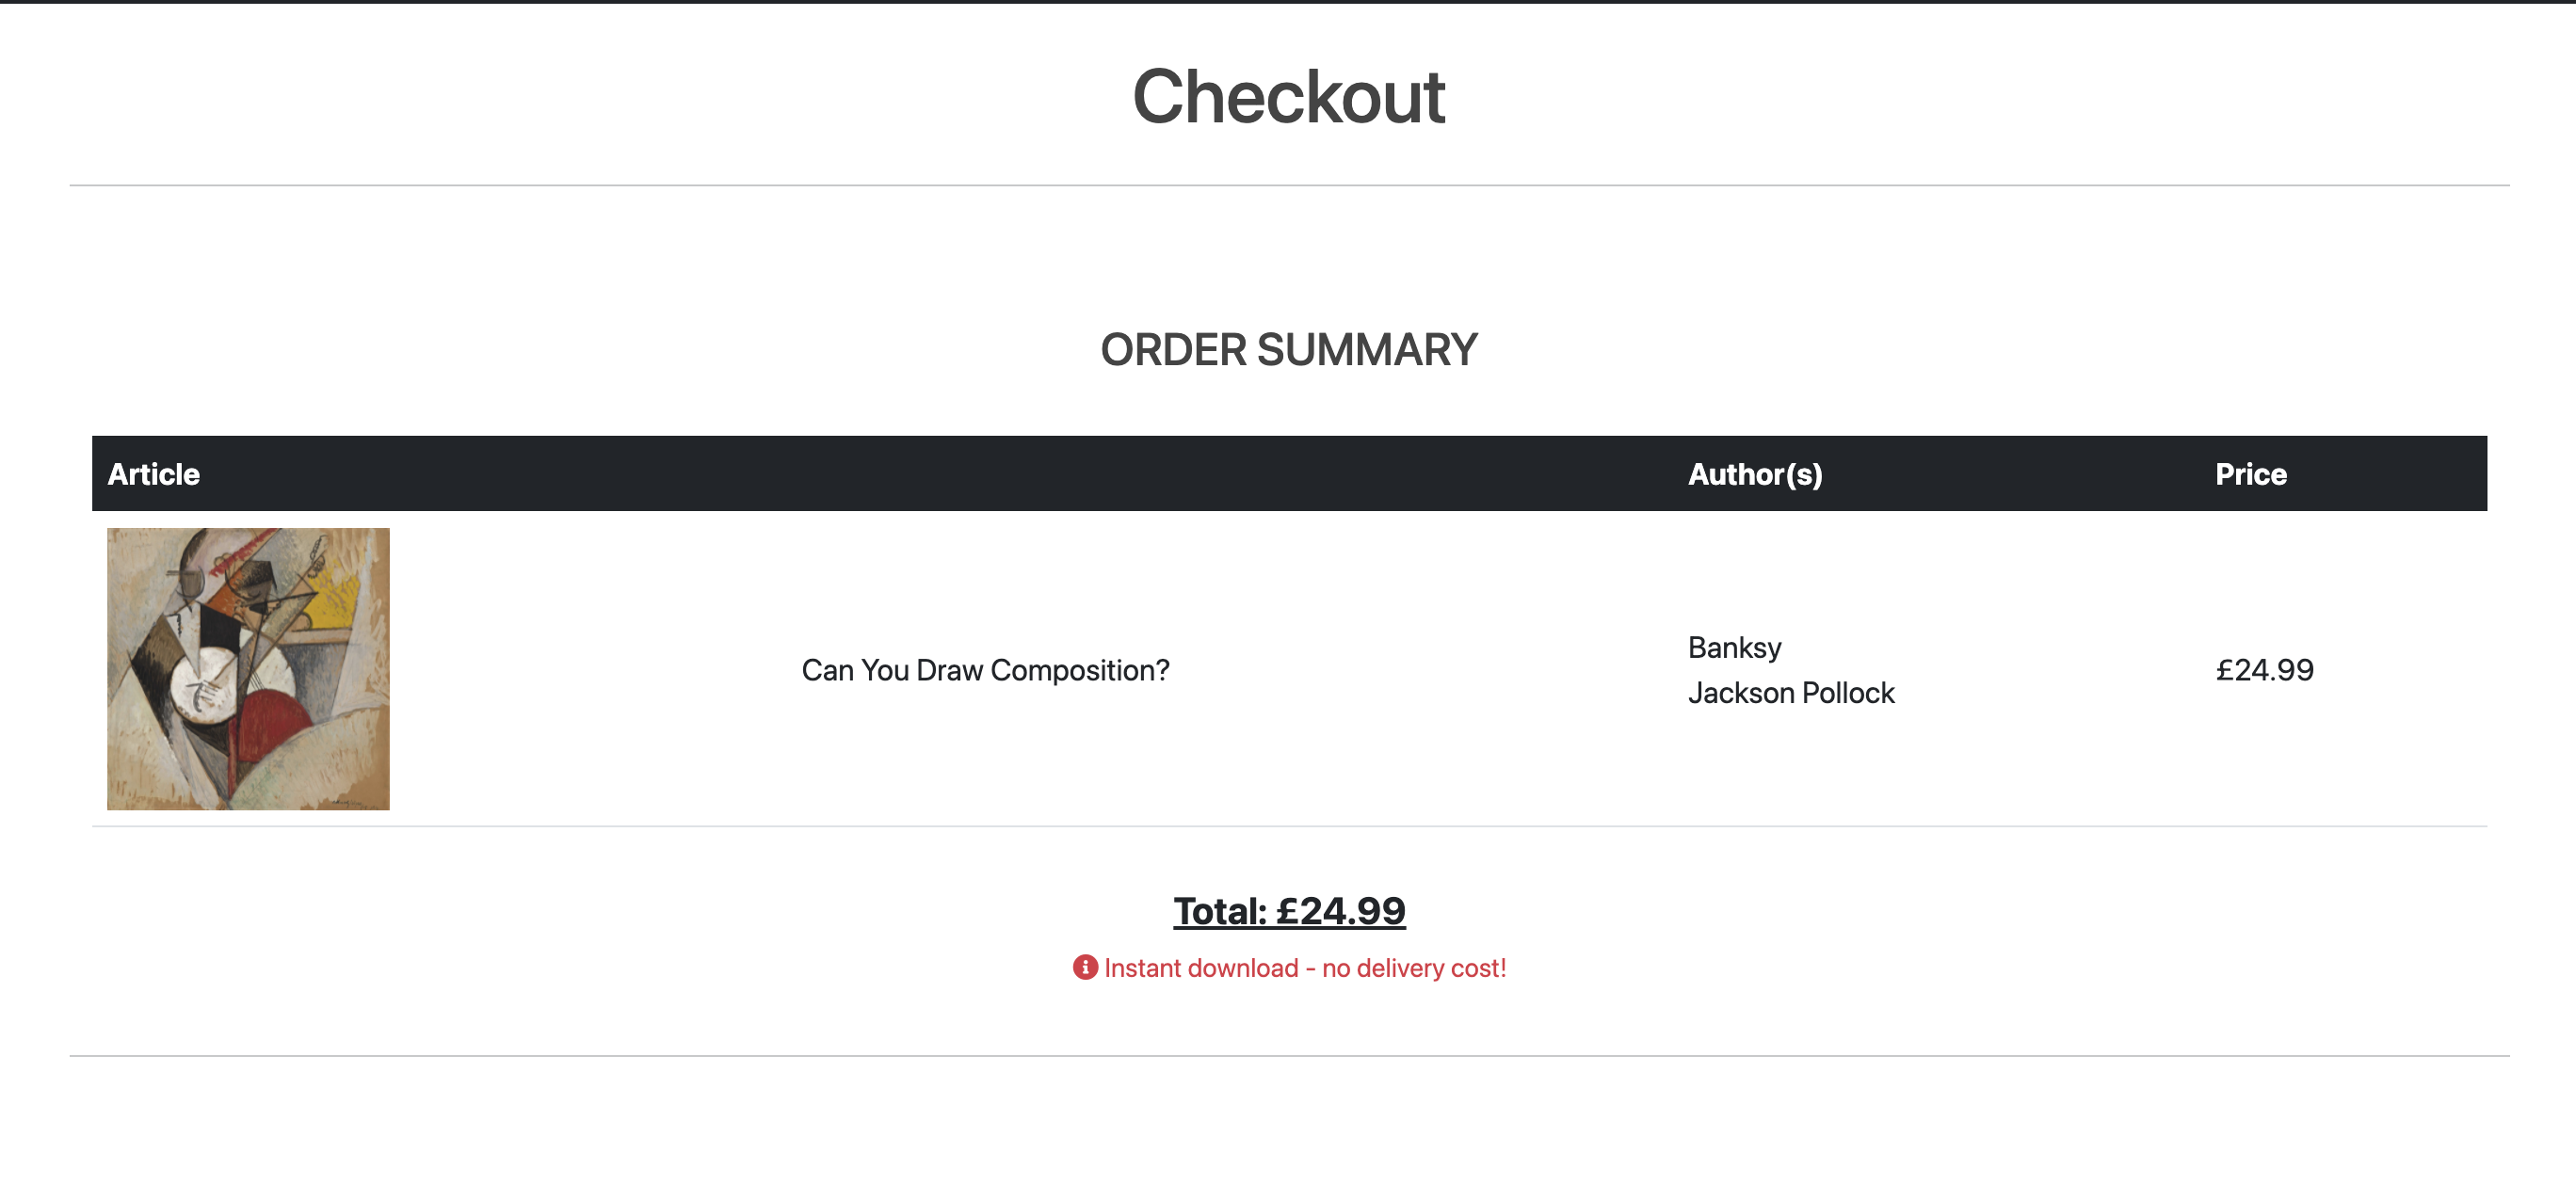 Checkout
ORDER SUMMARY
Article Author(s) Price
Can You Draw Composition?
Banksy
Jackson Pollock
£24.99
Total: £24.99
Instant download - no delivery cost!